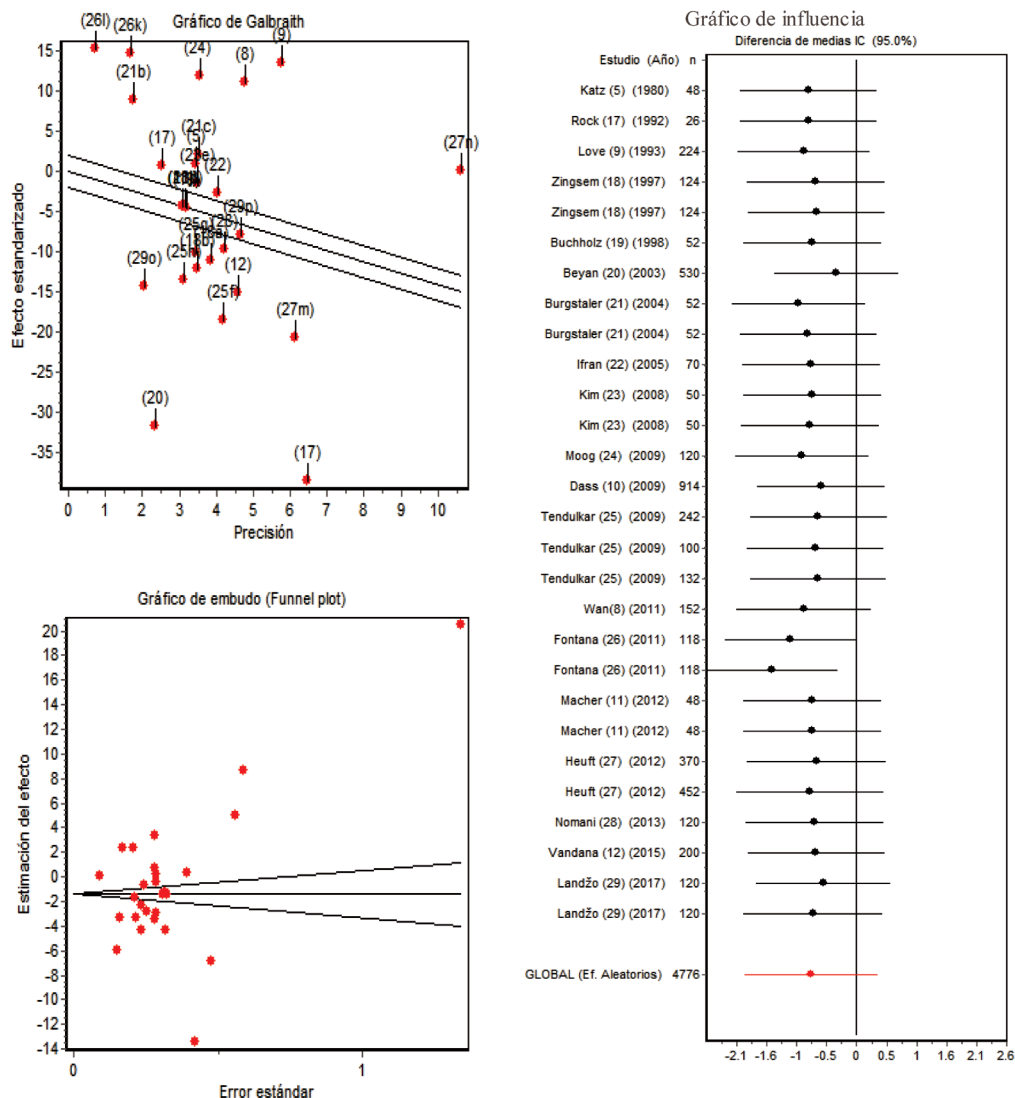 Gráfico de Galbraith
(26l)
(26k)
(24)
(8)
(9)
(21b)
(21c)
(5)
(17)
(22)
(27n)
(29p)
(29o)
(12)
(25f)
(27m)
(20)
(17)
15
10
5
0
-5
-10
-15
-20
-25
-30
-35
Efecto estandarizado
0 1 2 3 4 5 6 7 8 9 10
Precisión
Gráfico de embudo (Funnel plot)
20
18
16
14
12
10
8
6
4
2
0
-2
-4
-6
-8
-10
-12
-14
Estimación del efecto
0 1
Error estándar
Gráfico de influencia
Diferencia de medias IC (95.0%)
Estudio (Año) n
Katz (5) (1980) 48
Rock (17) (1992) 26
Love (9) (1993) 224
Zingsem (18) (1997) 124
Zingsem (18) (1997) 124
Buchholz (19) (1998) 52
Beyan (20) (2003) 530
Burgstaler (21) (2004) 52
Burgstaler (21) (2004) 52
Ifran (22) (2005) 70
Kim (23) (2008) 50
Kim (23) (2008) 50
Moog (24) (2009) 120
Dass (10) (2009) 914
Tendulkar (25) (2009) 242
Tendulkar (25) (2009) 100
Tendulkar (25) (2009) 132
Wan(8) (2011) 152
Fontana (26) (2011) 118
Fontana (26) (2011) 118
Macher (11) (2012) 48
Macher (11) (2012) 48
Heuft (27) (2012) 370
Heuft (27) (2012) 452
Nomani (28) (2013) 120
Vandana (12) (2015) 200
Landžo (29) (2017) 120
Landžo (29) (2017) 120
GLOBAL (Ef. Aleatorios) 4776
-2.1 -1.6 -1 -0.5 0 0.5 1 1.6 2.1 2.6